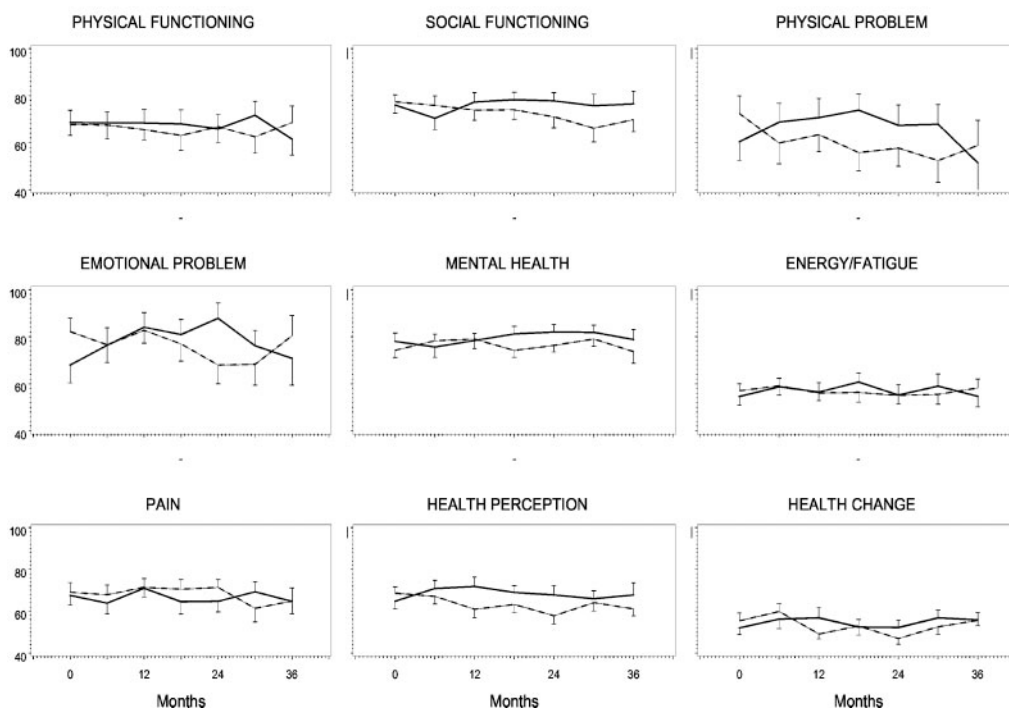 PHYSICAL FUNCTIONING SOCIAL FUNCTIONING PHYSICAL PROBLEM
100
80
60
40
EMOTIONAL PROBLEM MENTAL HEALTH ENERGY/FATIGUE
100
80
60
40
PAIN HEALTH PERCEPTION HEALTH CHANGE
100
80
60
40
0 12 24 36 0 12 24 36 0 12 24 36
Months Months Months